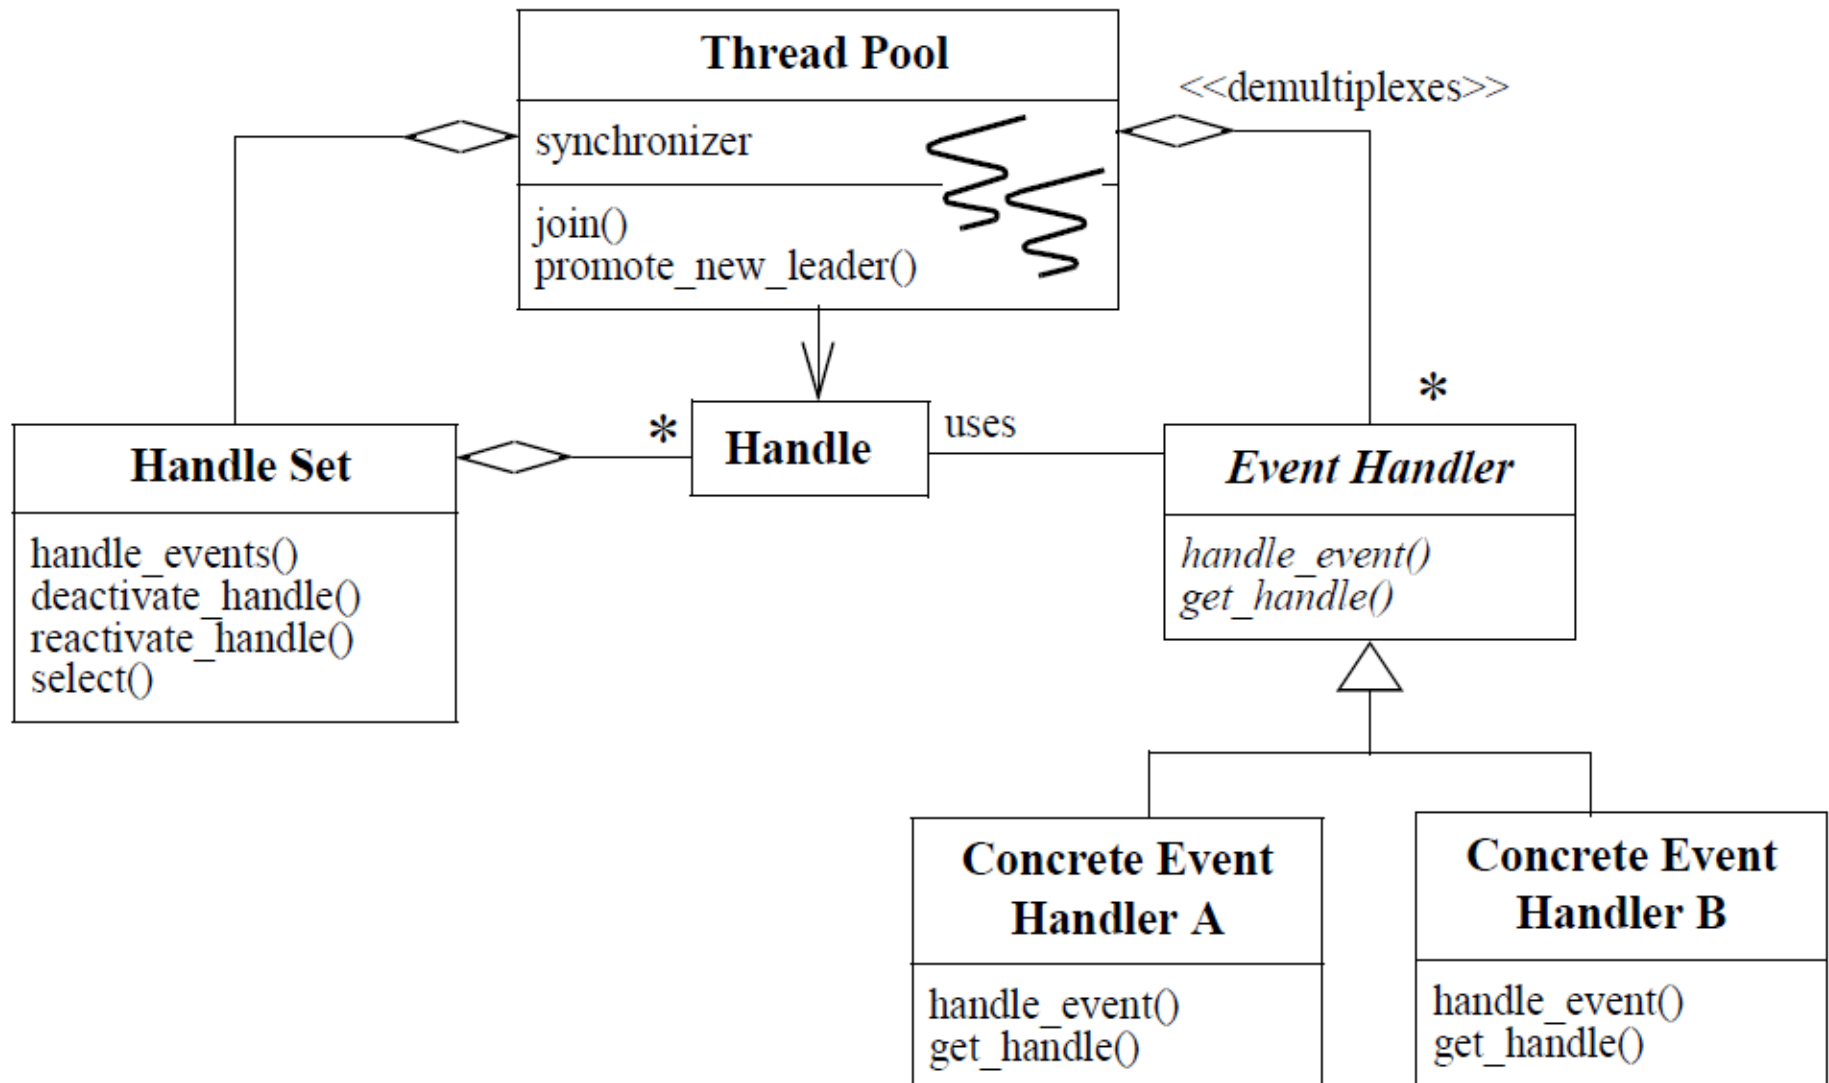 Thread Pool
<<demultiplexes>>
synchronizer
join()
promote_new_leader()
*
*
Handle
uses
Handle Set
Event Handler
handle_events()
deactivate_handle()
reactivate_handle()
select()
handle_event()
get_handle()
Concrete Event
Handler A
handle_event()
get_handle()
Concrete Event
Handler B
handle_event()
get_handle()